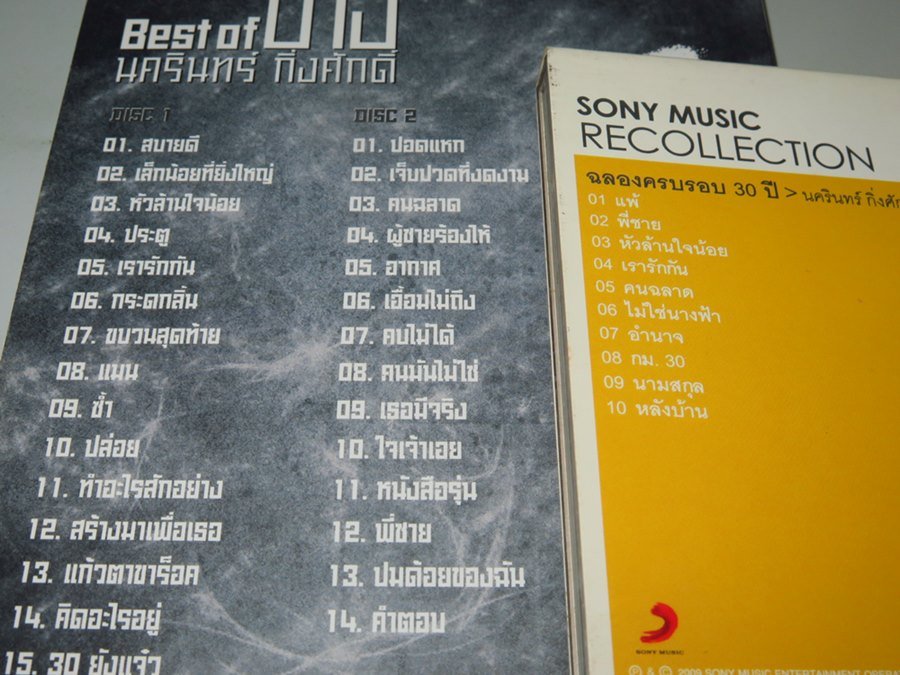 Best of
นครินทร์ กิ่งศักดิ์
DISC 1
01. สบายดี
02. เล็กน้อยที่ยิ่งใหญ่
03. หัวล้านใจน้อย
04. ประตู
05. เรารักกัน
06. กระดกลิ้น
07. ขบวนสุดท้าย
08. แมน
09. ช้ำ
10. ปล่อย
11. ทำอะไรสักอย่าง
12. สร้างมาเพื่อเธอ
13. แก้วตาขาร็อค
14. คิดอะไรอยู่
15. 30 ยังแจ๋ว
DISC 2
01. ปอดแหก
02. เจ็บปวดที่งดงาม
03. คนฉลาด
04. ผู้ชายร้องไห้
05. อากาศ
06. เอื้อมไม่ถึง
07. คบไม่ได้
08. คนมันไม่ใช่
09. เธอมีจริง
10. ใจเจ้าเอย
11. หนังสือรุ่น
12. พี่ชาย
13. ปมด้อยของฉัน
14. คำตอบ
SONY MUSIC
RECOLLECTION
ฉลองครบรอบ 30 ปี > นครินทร์
01 แพ้
02 พี่ชาย
03 หัวล้านใจน้อย
04 เรารักกัน
05 คนฉลาด
06 ไม่ใช่นางฟ้า
07 อำนาจ
08 กม. 30
09 นามสกุล
10 หลังบ้าน
SONY MUSIC
℗ & © 2009 SONY MUSIC ENTERTAINMENT